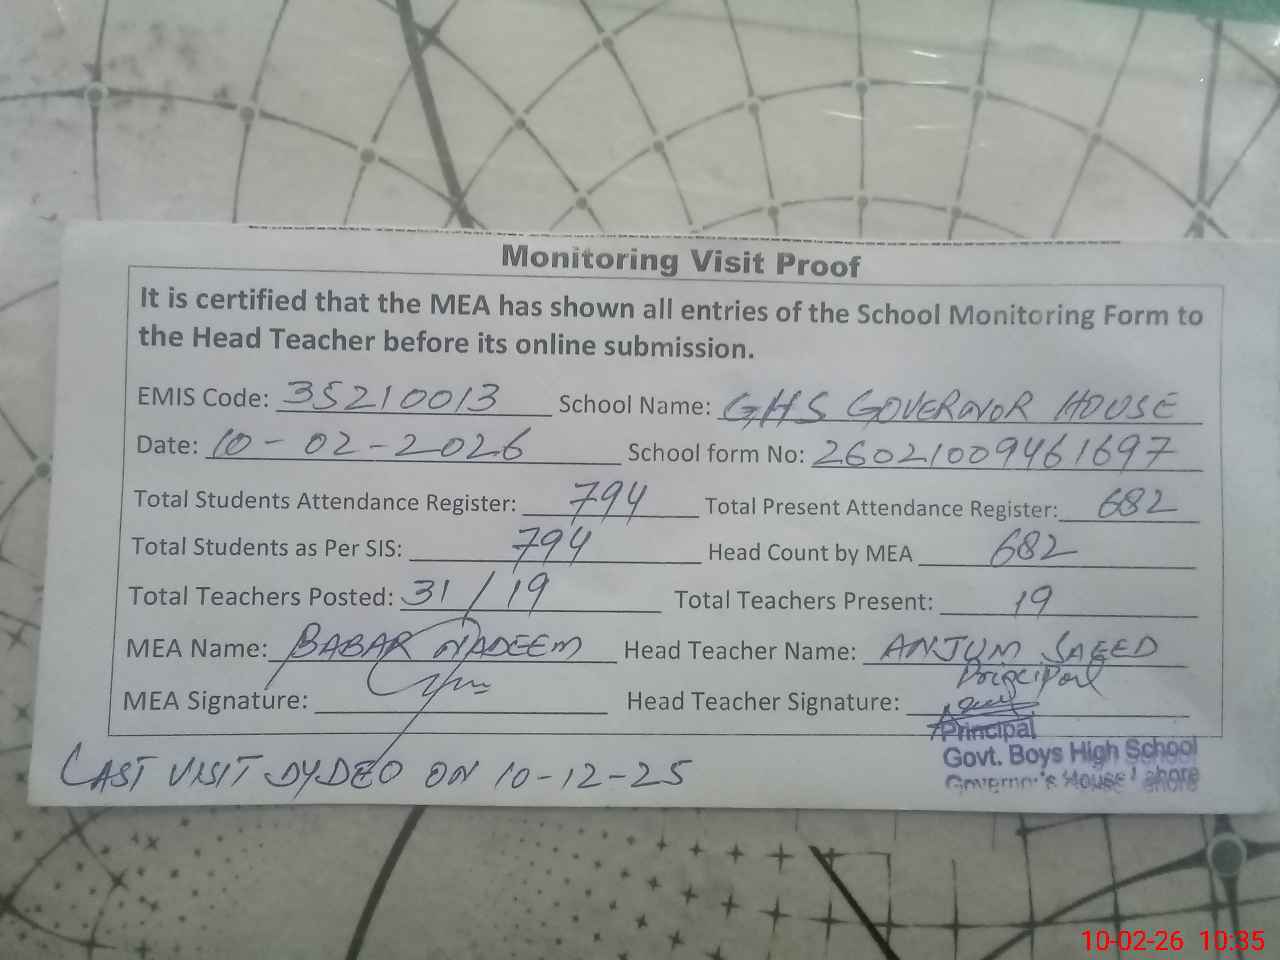 Monitoring Visit Proof
It is certified that the MEA has shown all entries of the School Monitoring Form to
the Head Teacher before its online submission.
EMIS Code: 35210013 School Name: GHS GOVERNOR HOUSE
Date: 10-02-2026 School form No: 26021009461697
Total Students Attendance Register: 794 Total Present Attendance Register: 682
Total Students as Per SIS: 794 Head Count by MEA 682
Total Teachers Posted: 31/19 Total Teachers Present: 19
MEA Name: BABAR NADEEM Head Teacher Name: ANJUM SAEED
Principal
MEA Signature: Head Teacher Signature:
Principal
Govt. Boys High School
Governor's House Lahore
LAST VISIT DYDEO ON 10-12-25
10-02-26 10:35